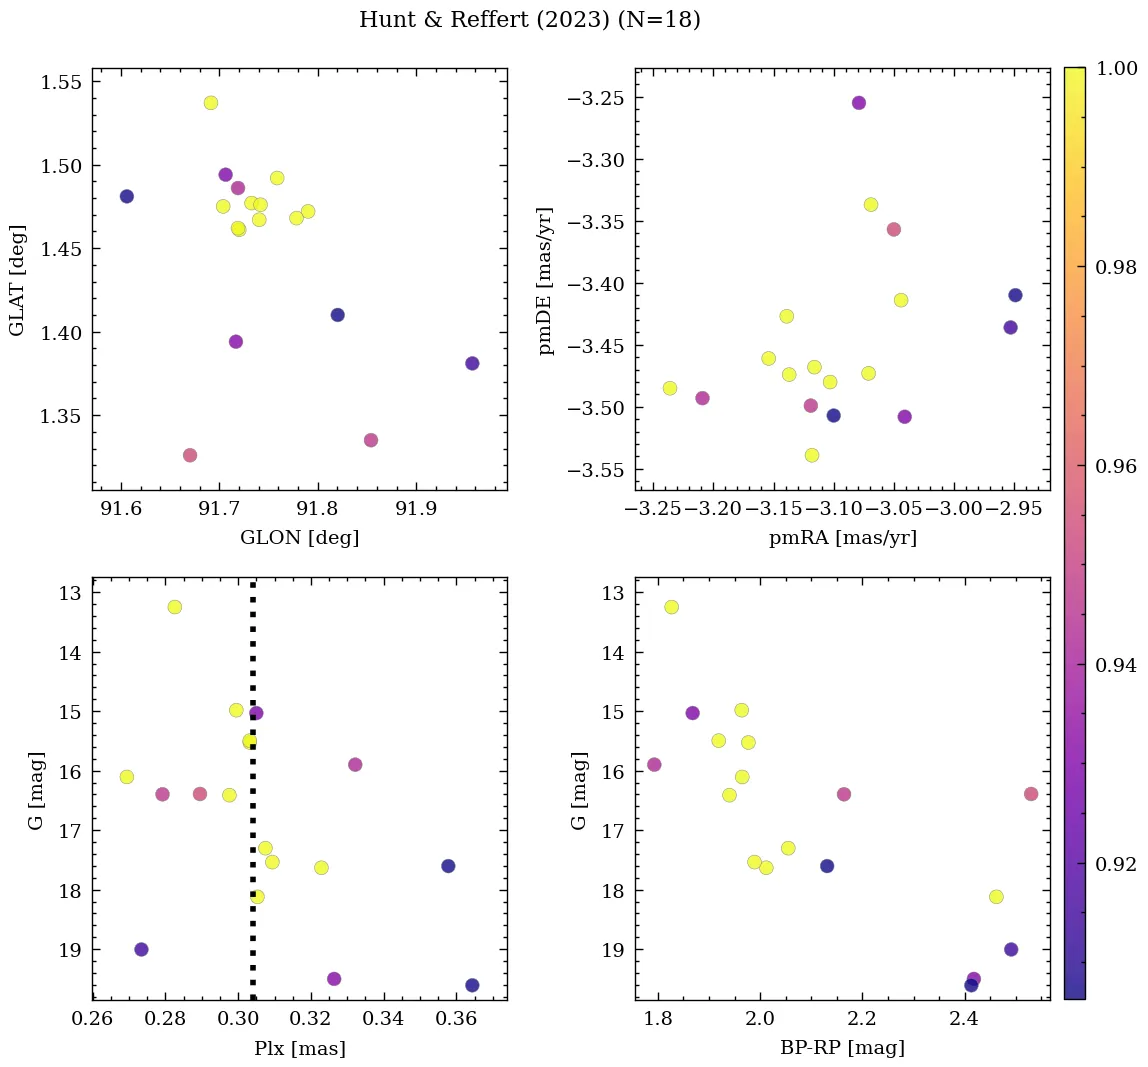 Hunt & Reffert (2023) (N=18)
1.55
1.50
1.45
1.40
1.35
GLAT [deg]
91.6 91.7 91.8 91.9
GLON [deg]
−3.25
−3.30
−3.35
−3.40
−3.45
−3.50
−3.55
pmDE [mas/yr]
−3.25 −3.20 −3.15 −3.10 −3.05 −3.00 −2.95
pmRA [mas/yr]
1.00
0.98
0.96
0.94
0.92
13
14
15
16
17
18
19
G [mag]
0.26 0.28 0.30 0.32 0.34 0.36
Plx [mas]
13
14
15
16
17
18
19
G [mag]
1.8 2.0 2.2 2.4
BP-RP [mag]